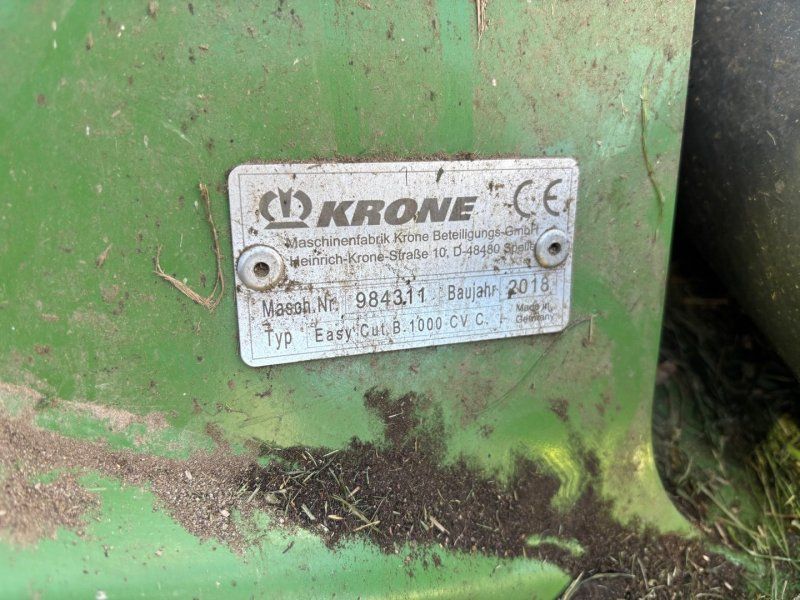 KRONE CE
Maschinenfabrik Krone Beteiligungs-GmbH
Heinrich-Krone-Straße 10, D-48480 Spelle
Masch.Nr. 984311 Baujahr 2018
Typ Easy Cut B 1000 CV C.
Made in
Germany